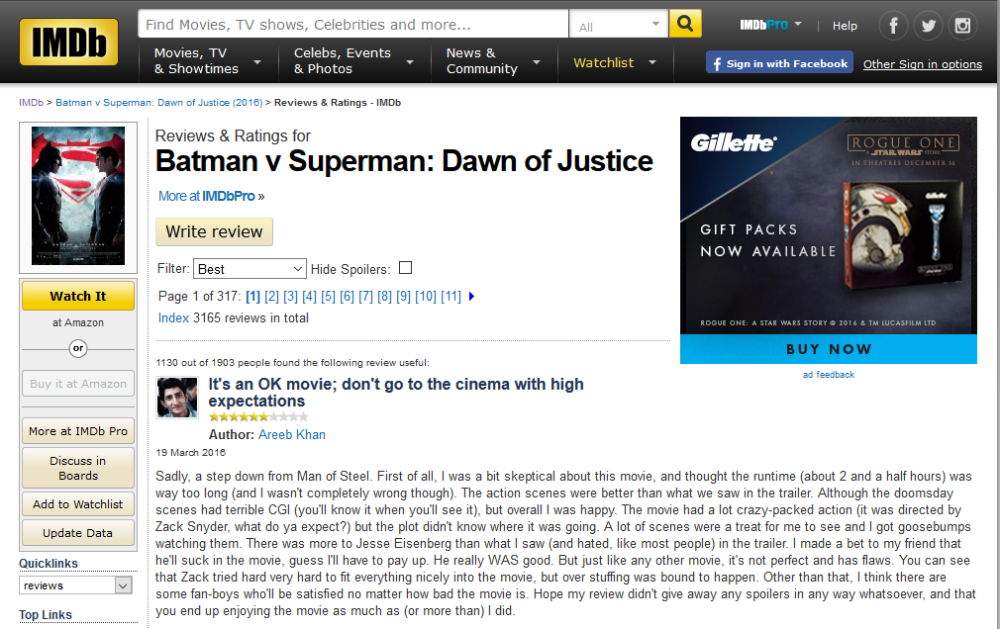 IMDb
Find Movies, TV shows, Celebrities and more...
All
IMDbPro
|
Help
Movies, TV
& Showtimes
Celebs, Events
& Photos
News &
Community
Watchlist
Sign in with Facebook
Other Sign in options
IMDb > Batman v Superman: Dawn of Justice (2016) > Reviews & Ratings - IMDb
Reviews & Ratings for
Batman v Superman: Dawn of Justice
More at IMDbPro »
Write review
Filter: Best Hide Spoilers:
Page 1 of 317: [1] [2] [3] [4] [5] [6] [7] [8] [9] [10] [11]
Index 3165 reviews in total
Gillette
ROGUE ONE
A STAR WARS STORY
IN THEATRES DECEMBER 16
Gillette
GIFT PACKS
NOW AVAILABLE
ROGUE ONE: A STAR WARS STORY © 2016 & TM LUCASFILM LTD
BUY NOW
ad feedback
Watch It
at Amazon
or
Buy it at Amazon
More at IMDb Pro
Discuss in
Boards
Add to Watchlist
Update Data
Quicklinks
reviews
Top Links
1130 out of 1903 people found the following review useful:
It's an OK movie; don't go to the cinema with high
expectations
Author: Areeb Khan
19 March 2016
Sadly, a step down from Man of Steel. First of all, I was a bit skeptical about this movie, and thought the runtime (about 2 and a half hours) was
way too long (and I wasn't completely wrong though). The action scenes were better than what we saw in the trailer. Although the doomsday
scenes had terrible CGI (you'll know it when you'll see it), but overall I was happy. The movie had a lot crazy-packed action (it was directed by
Zack Snyder, what do ya expect?) but the plot didn't know where it was going. A lot of scenes were a treat for me to see and I got goosebumps
watching them. There was more to Jesse Eisenberg than what I saw (and hated, like most people) in the trailer. I made a bet to my friend that
he'll suck in the movie, guess I'll have to pay up. He really WAS good. But just like any other movie, it's not perfect and has flaws. You can see
that Zack tried hard very hard to fit everything nicely into the movie, but over stuffing was bound to happen. Other than that, I think there are
some fan-boys who'll be satisfied no matter how bad the movie is. Hope my review didn't give away any spoilers in any way whatsoever, and that
you end up enjoying the movie as much as (or more than) I did.